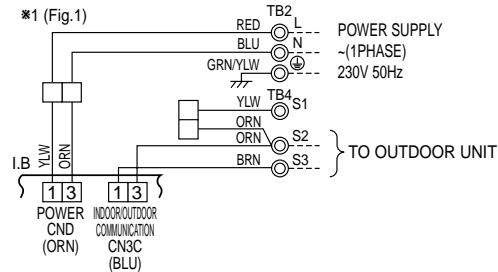 ※1 (Fig.1)
TB2
RED L
BLU N
GRN/YLW
POWER SUPPLY
~(1PHASE)
230V 50Hz
TB4
YLW S1
ORN
ORN S2
BRN S3
TO OUTDOOR UNIT
I.B
YLW ORN
1 3 1 3
POWER
CND
(ORN)
INDOOR/OUTDOOR
COMMUNICATION
CN3C
(BLU)